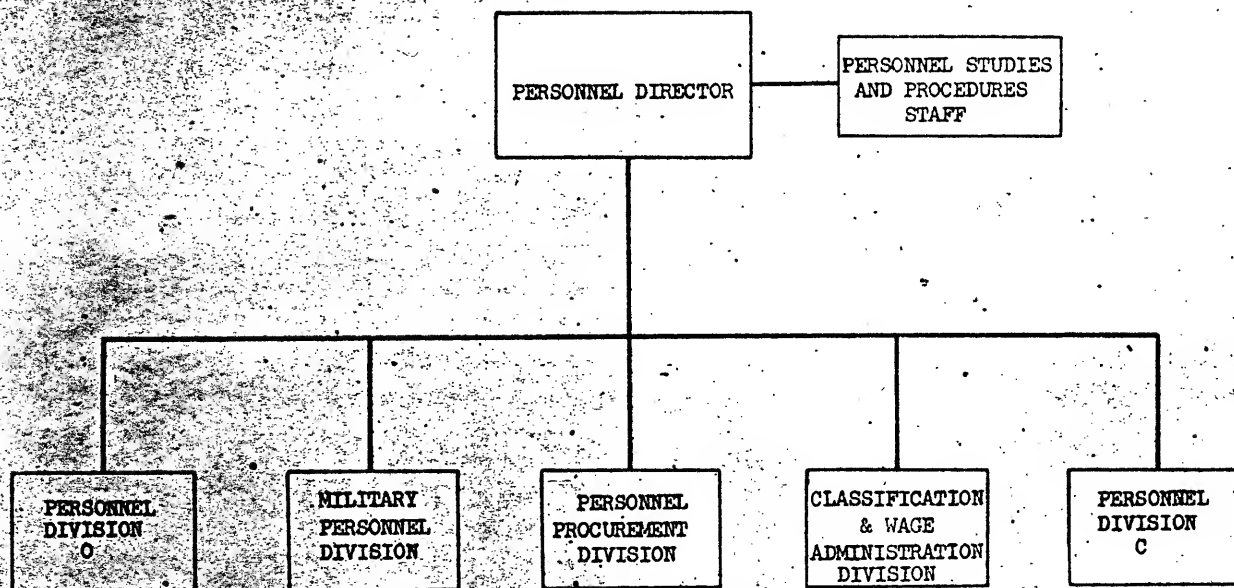 PERSONNEL DIRECTOR
PERSONNEL STUDIES
AND PROCEDURES
STAFF
PERSONNEL
DIVISION
O
MILITARY
PERSONNEL
DIVISION
PERSONNEL
PROCUREMENT
DIVISION
CLASSIFICATION
& WAGE
ADMINISTRATION
DIVISION
PERSONNEL
DIVISION
C